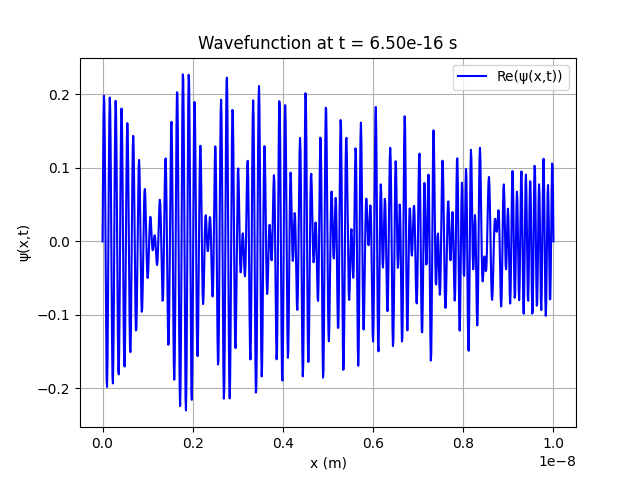 Wavefunction at t = 6.50e-16 s
Re(ψ(x,t))
ψ(x,t)
0.2
0.1
0.0
−0.1
−0.2
0.0 0.2 0.4 0.6 0.8 1.0
1e−8
x (m)